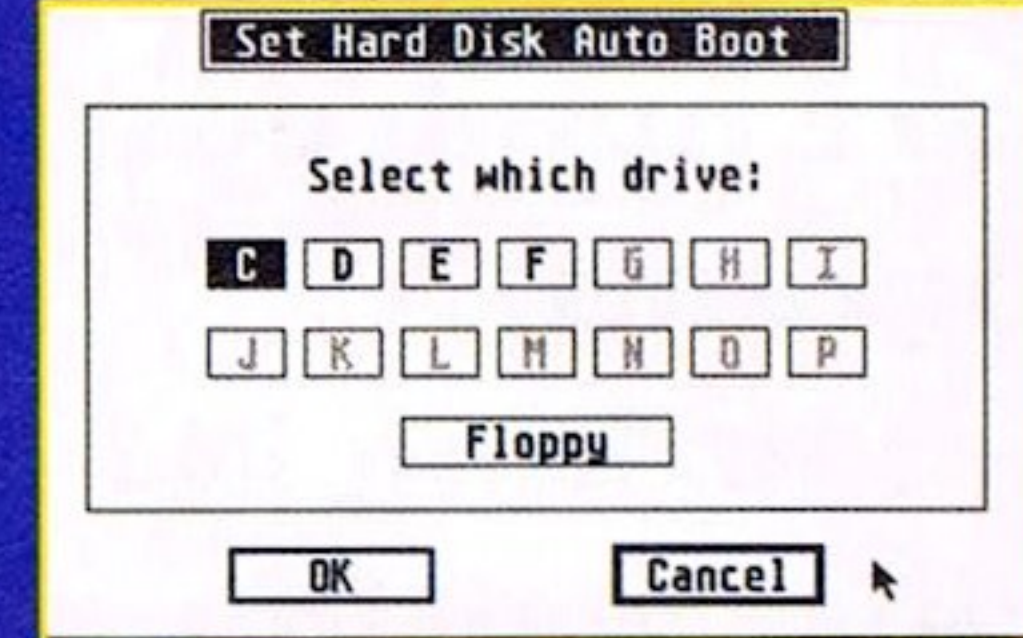 Set Hard Disk Auto Boot
Select which drive:
C D E F G H I
J K L M N O P
Floppy
OK Cancel